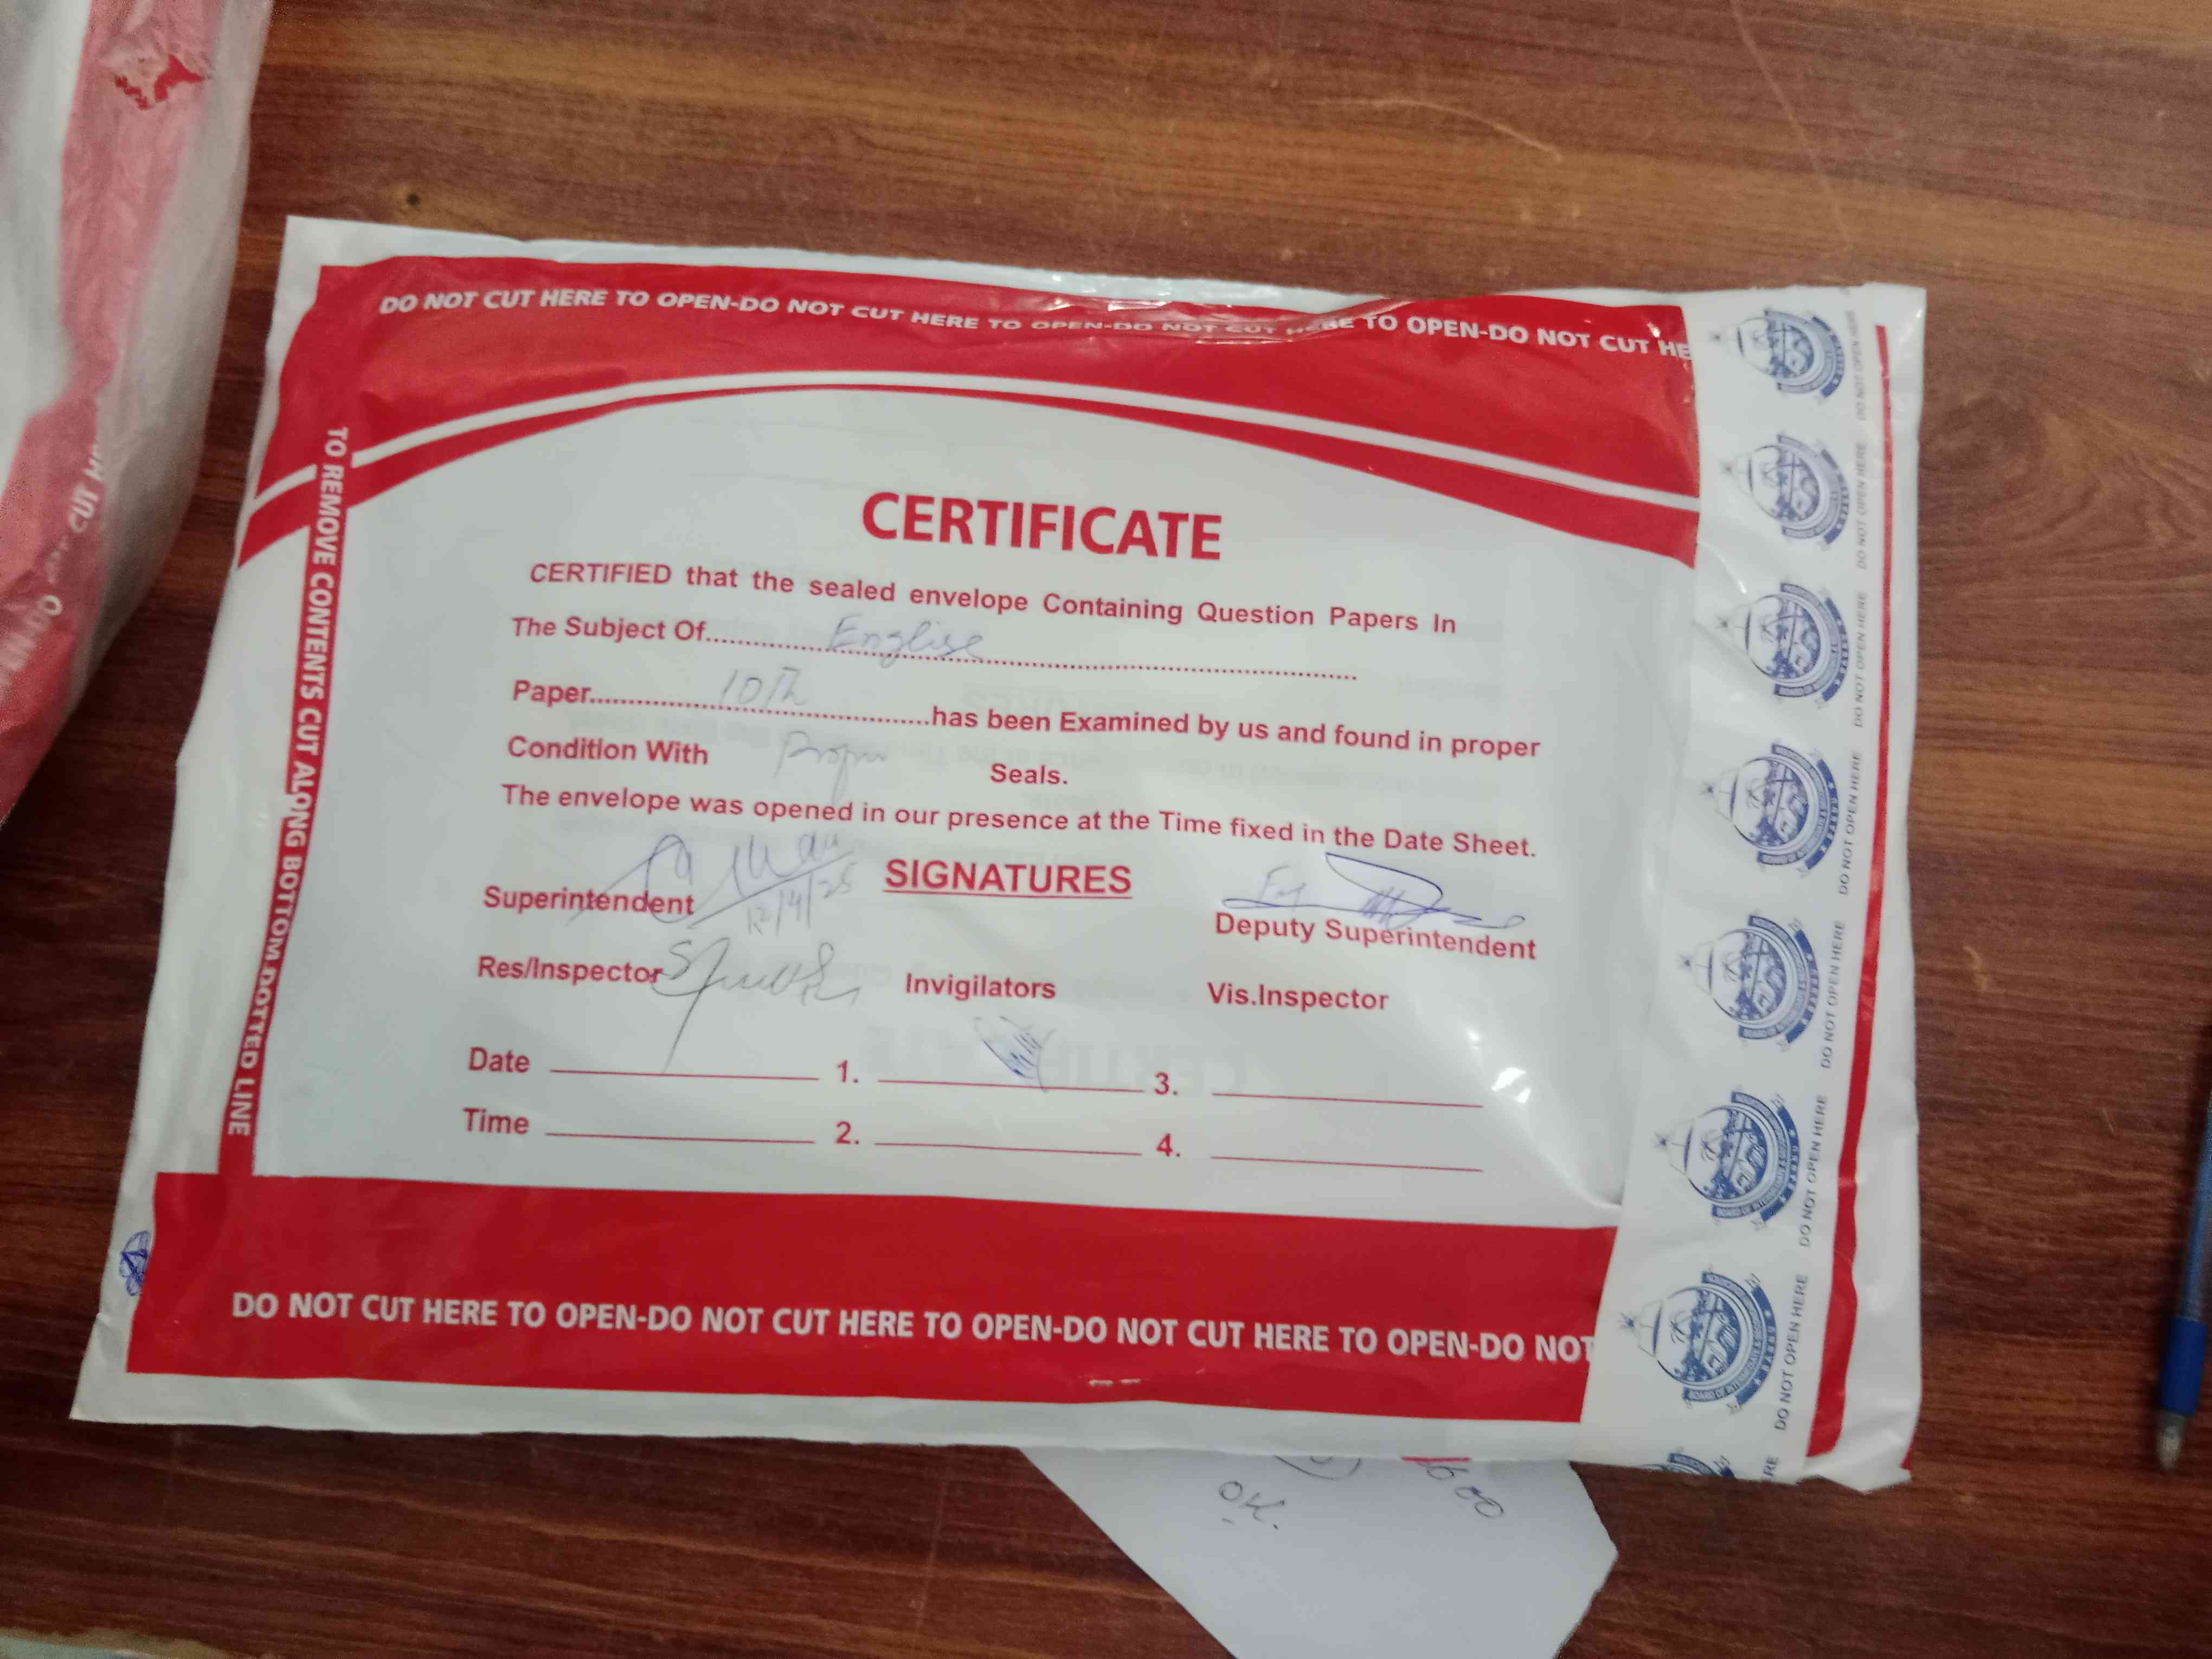 DO NOT CUT HERE TO OPEN-DO NOT CUT HERE TO OPEN-DO NOT CUT HERE TO OPEN-DO NOT CUT HE
TO REMOVE CONTENTS CUT ALONG BOTTOM DOTTED LINE
CERTIFICATE
CERTIFIED that the sealed envelope Containing Question Papers In
The Subject Of.......... Englise ..........
Paper.......... 10th ..........has been Examined by us and found in proper
Condition With Proper Seals.
The envelope was opened in our presence at the Time fixed in the Date Sheet.
SIGNATURES
12/4/25
Superintendent Deputy Superintendent
Res/Inspector Invigilators Vis.Inspector
Date 1. 3.
Time 2. 4.
DO NOT CUT HERE TO OPEN-DO NOT CUT HERE TO OPEN-DO NOT CUT HERE TO OPEN-DO NOT
DO NOT OPEN HERE
DO NOT OPEN HERE
DO NOT OPEN HERE
DO NOT OPEN HERE
DO NOT OPEN HERE
DO NOT OPEN HERE
DO NOT OPEN HERE
CUT H